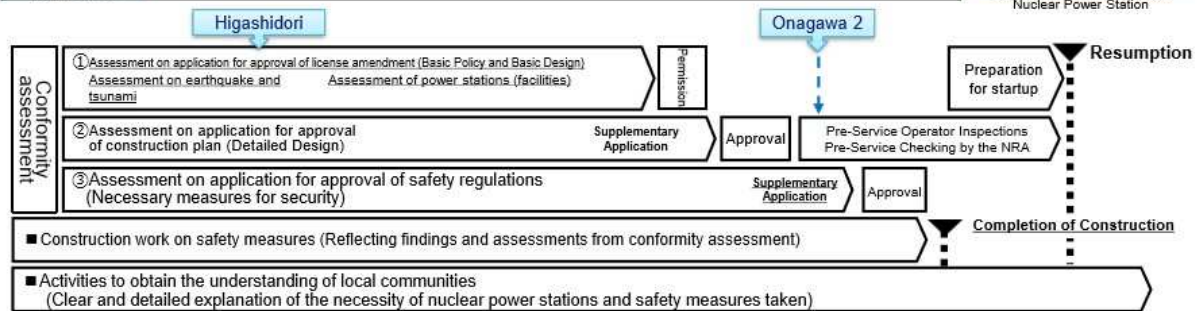 Nuclear Power Station
Higashidori
Onagawa 2
Resumption
Conformity
assessment
①Assessment on application for approval of license amendment (Basic Policy and Basic Design)
Assessment on earthquake and
tsunami
Assessment of power stations (facilities)
Permission
Preparation
for startup
②Assessment on application for approval
of construction plan (Detailed Design)
Supplementary
Application
Approval
Pre-Service Operator Inspections
Pre-Service Checking by the NRA
③Assessment on application for approval of safety regulations
(Necessary measures for security)
Supplementary
Application
Approval
■ Construction work on safety measures (Reflecting findings and assessments from conformity assessment)
Completion of Construction
■ Activities to obtain the understanding of local communities
(Clear and detailed explanation of the necessity of nuclear power stations and safety measures taken)